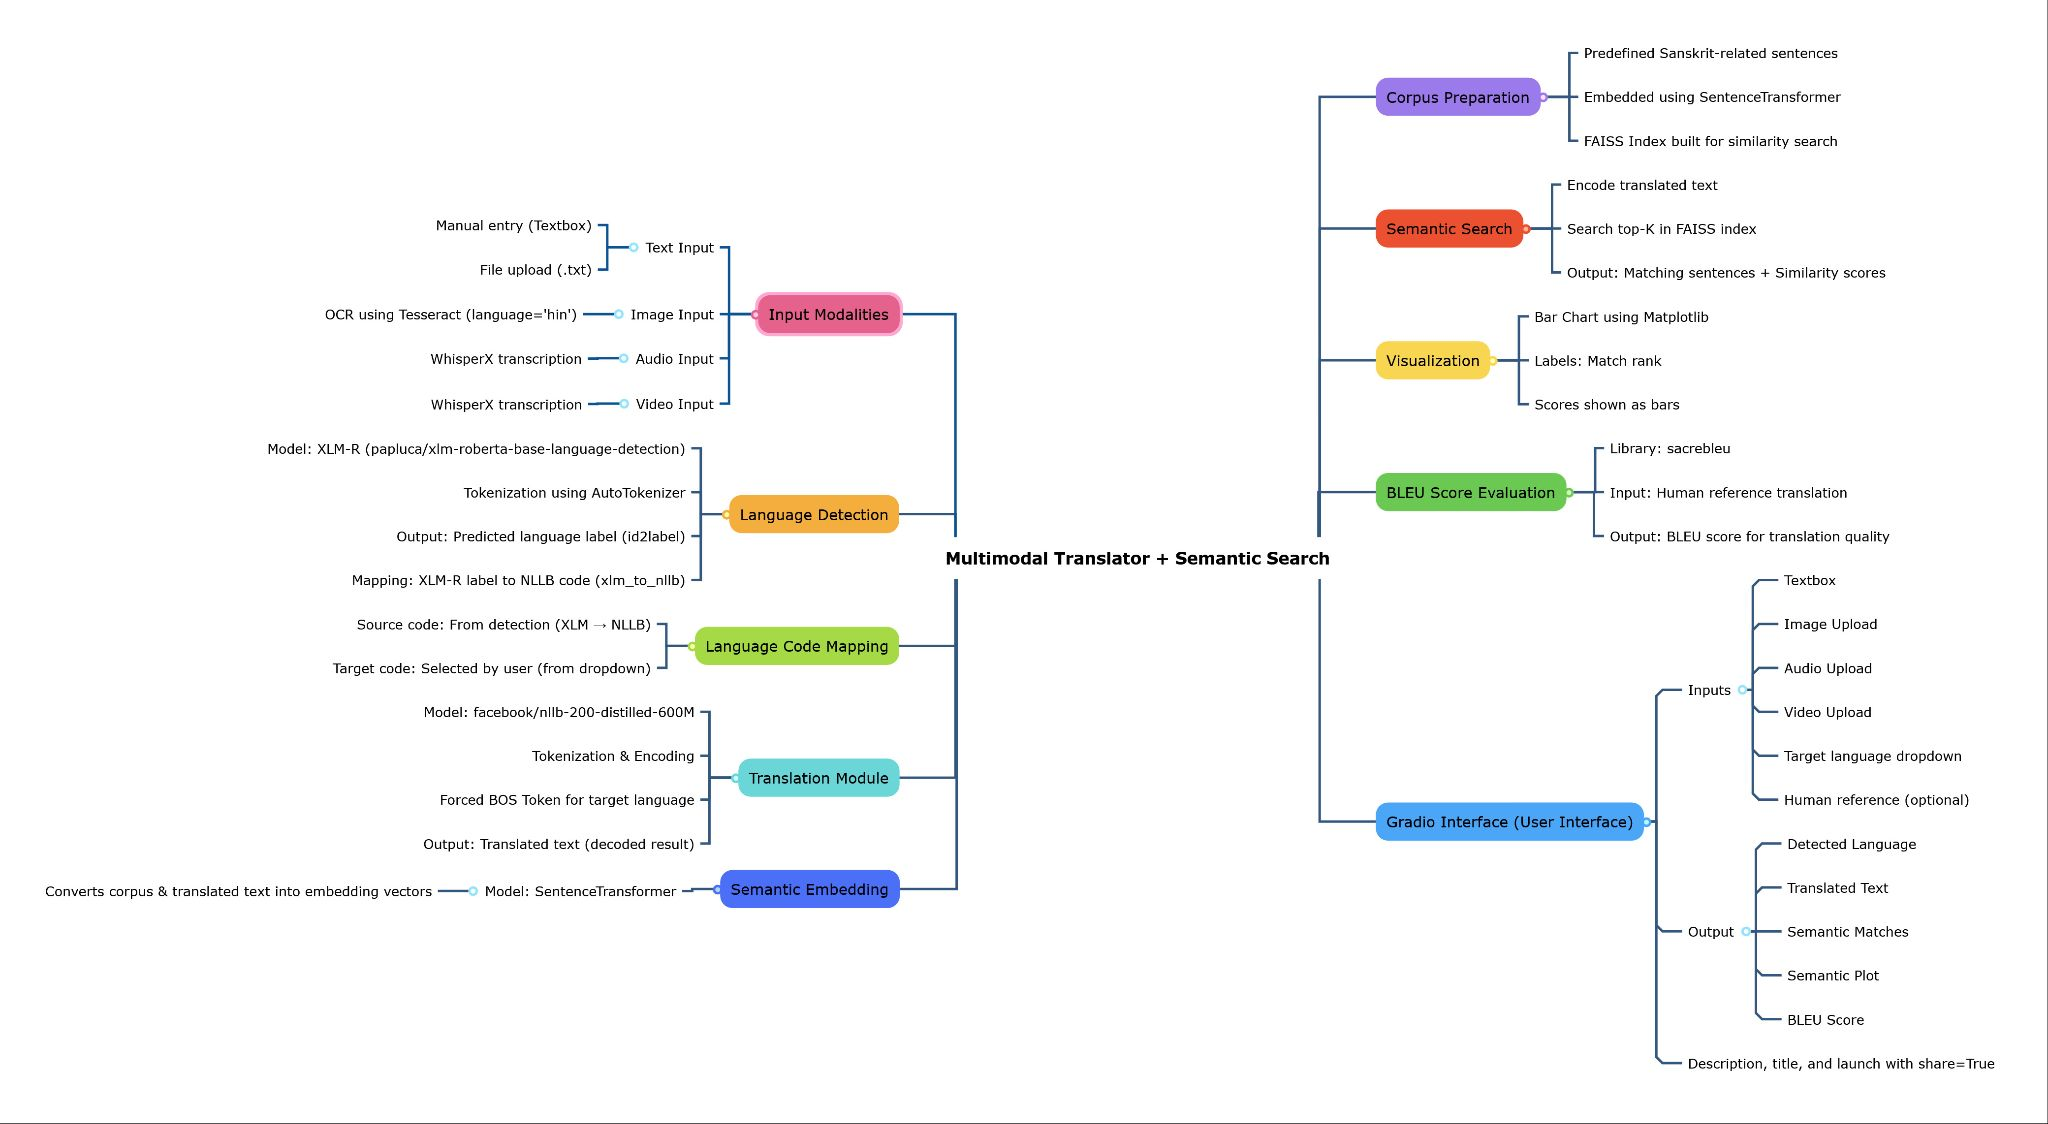 Multimodal Translator + Semantic Search
Input Modalities
Text Input
Manual entry (Textbox)
File upload (.txt)
Image Input
OCR using Tesseract (language='hin')
Audio Input
WhisperX transcription
Video Input
WhisperX transcription
Language Detection
Model: XLM-R (papluca/xlm-roberta-base-language-detection)
Tokenization using AutoTokenizer
Output: Predicted language label (id2label)
Mapping: XLM-R label to NLLB code (xlm_to_nllb)
Language Code Mapping
Source code: From detection (XLM → NLLB)
Target code: Selected by user (from dropdown)
Translation Module
Model: facebook/nllb-200-distilled-600M
Tokenization & Encoding
Forced BOS Token for target language
Output: Translated text (decoded result)
Semantic Embedding
Model: SentenceTransformer
Converts corpus & translated text into embedding vectors
Corpus Preparation
Predefined Sanskrit-related sentences
Embedded using SentenceTransformer
FAISS Index built for similarity search
Semantic Search
Encode translated text
Search top-K in FAISS index
Output: Matching sentences + Similarity scores
Visualization
Bar Chart using Matplotlib
Labels: Match rank
Scores shown as bars
BLEU Score Evaluation
Library: sacrebleu
Input: Human reference translation
Output: BLEU score for translation quality
Gradio Interface (User Interface)
Inputs
Textbox
Image Upload
Audio Upload
Video Upload
Target language dropdown
Human reference (optional)
Output
Detected Language
Translated Text
Semantic Matches
Semantic Plot
BLEU Score
Description, title, and launch with share=True